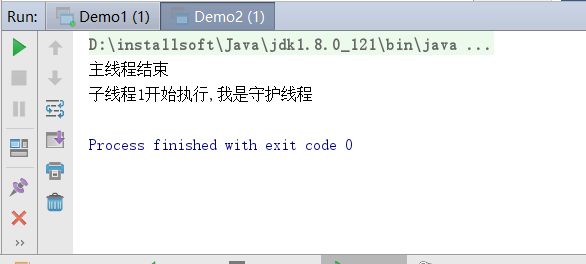 Run: Demo1 (1) Demo2 (1)
D:\installsoft\Java\jdk1.8.0_121\bin\java ...
主线程结束
子线程1开始执行,我是守护线程
Process finished with exit code 0